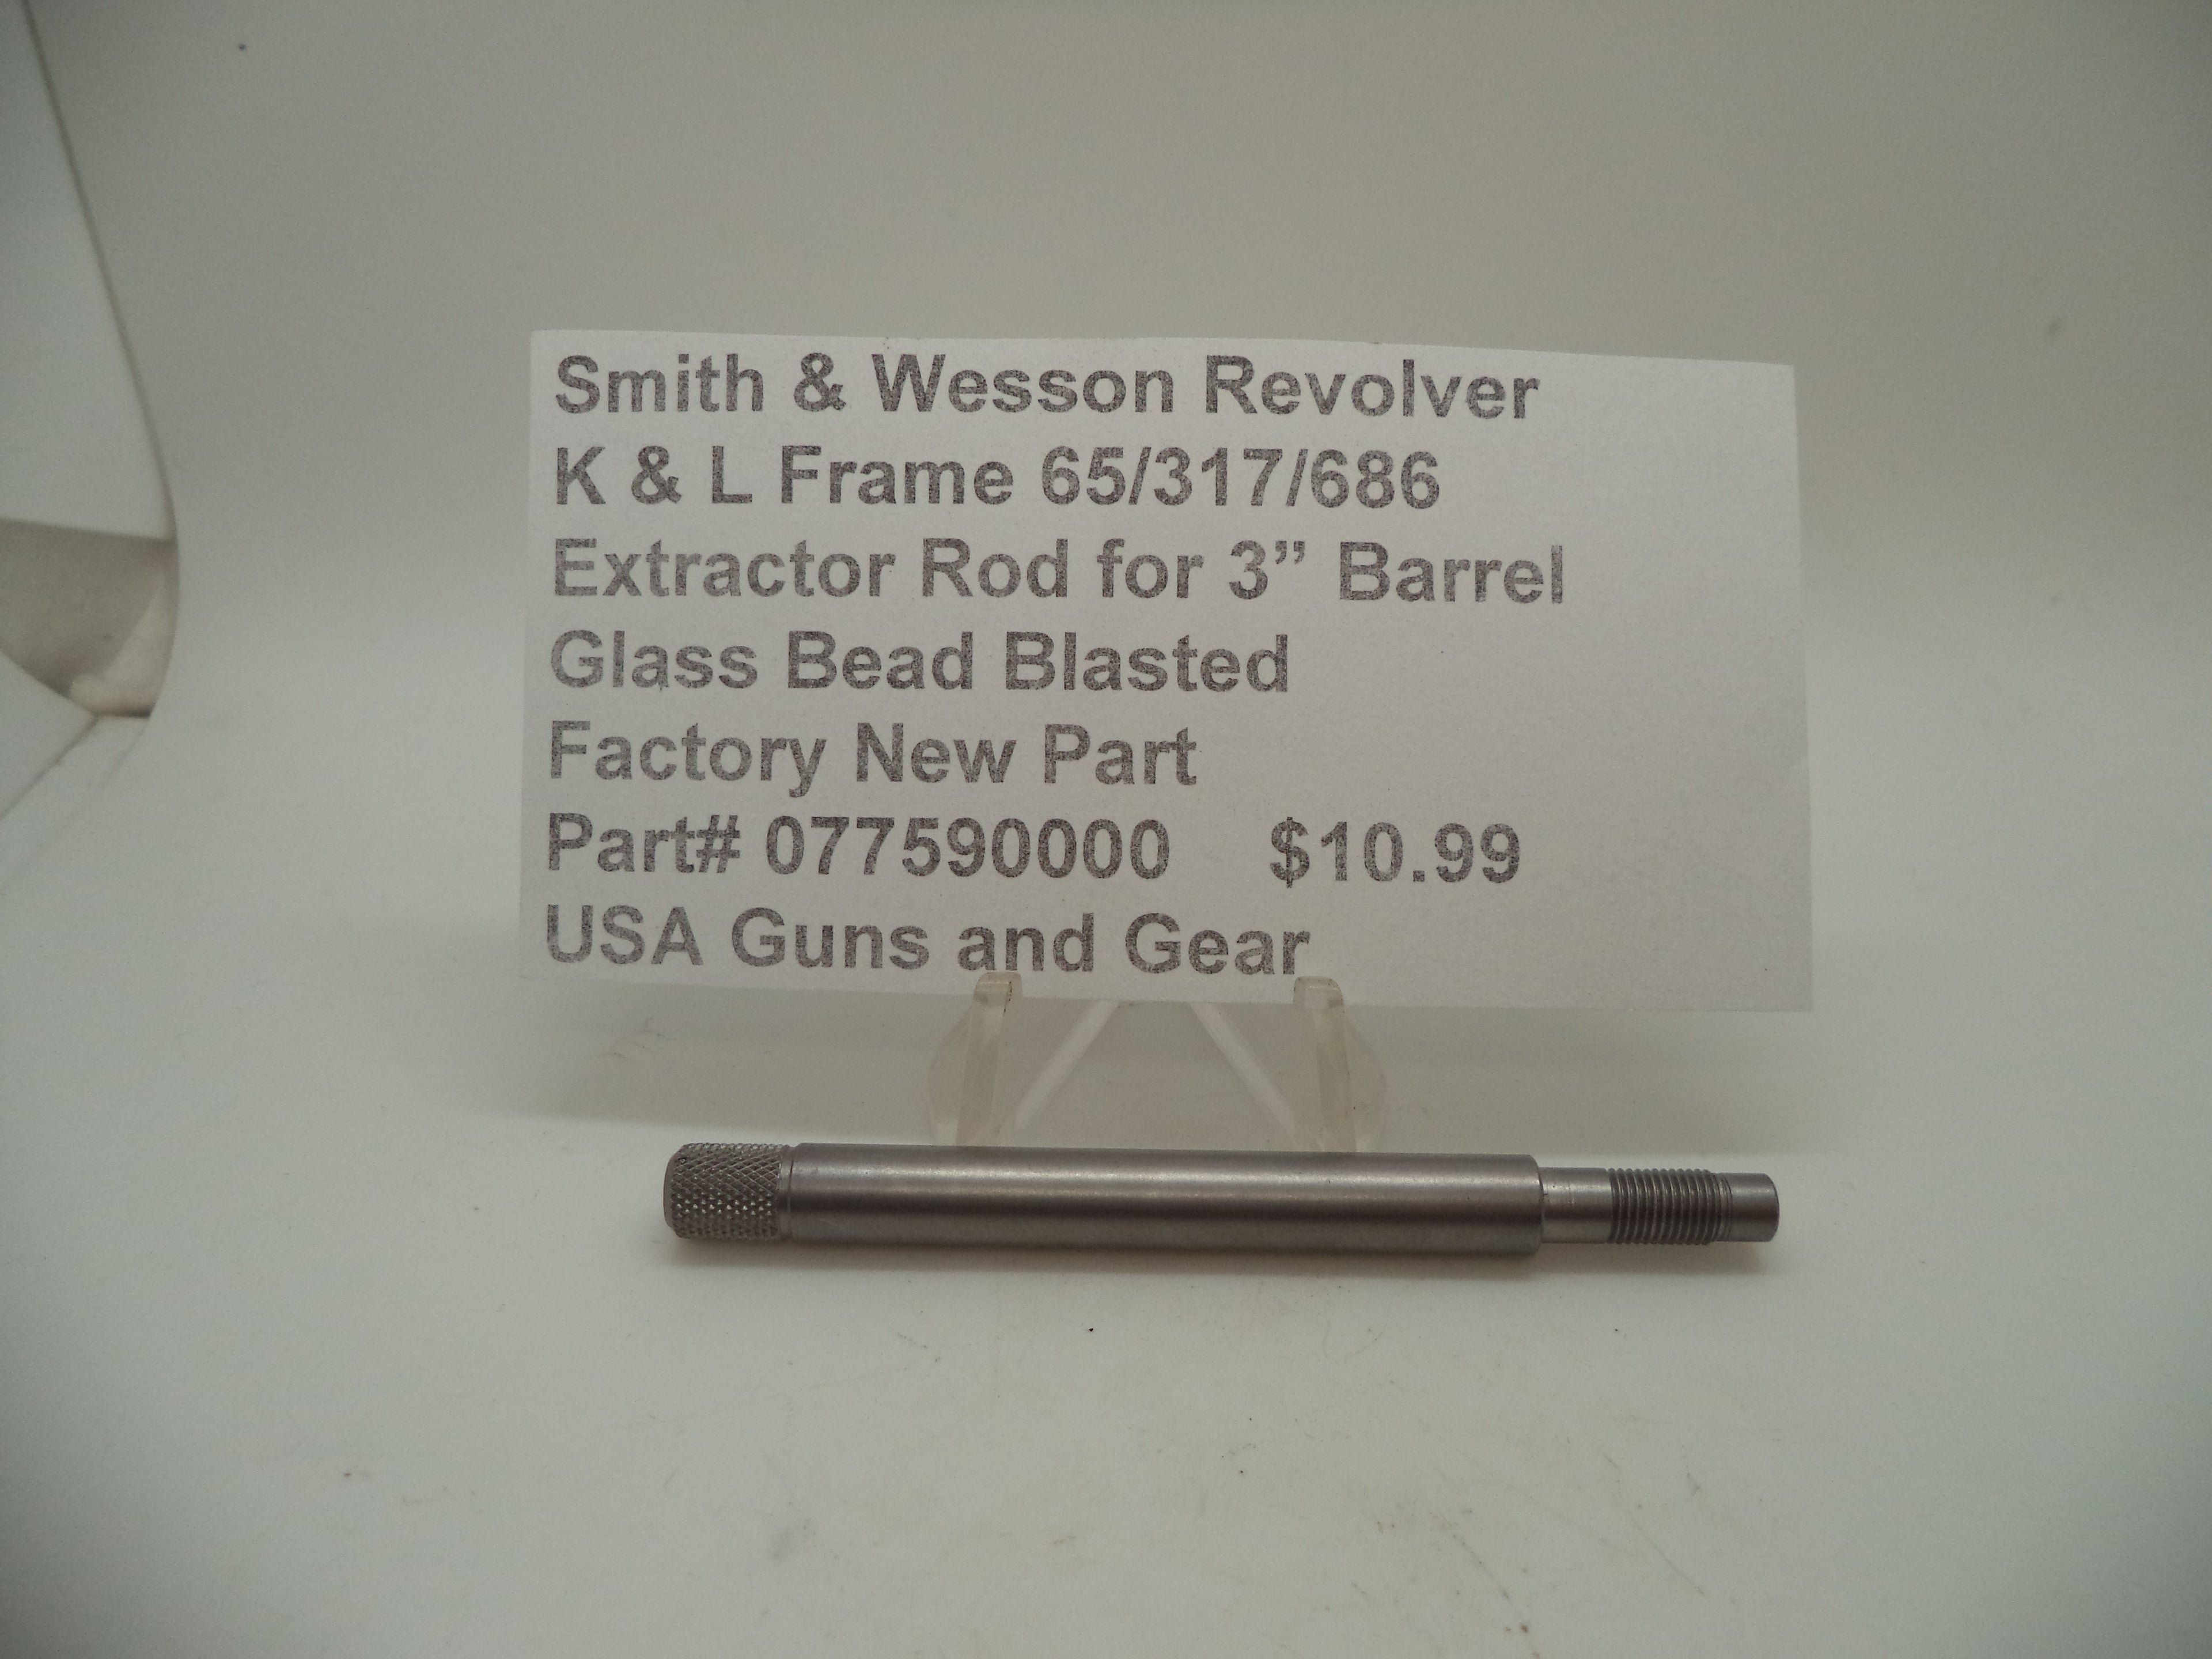 Smith & Wesson Revolver
K & L Frame 65/317/686
Extractor Rod for 3” Barrel
Glass Bead Blasted
Factory New Part
Part# 077590000 $10.99
USA Guns and Gear